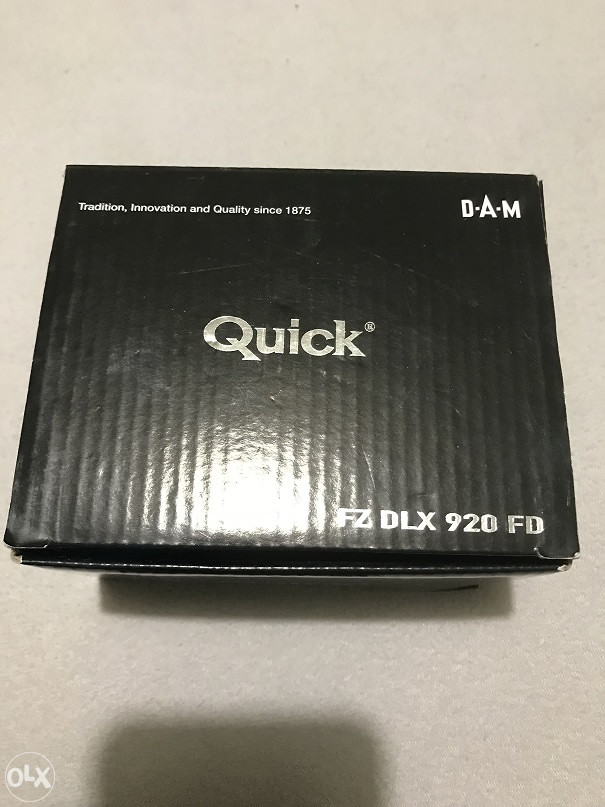 Tradition, Innovation and Quality since 1875
D·A·M
Quick®
FZ DLX 920 FD
OLX